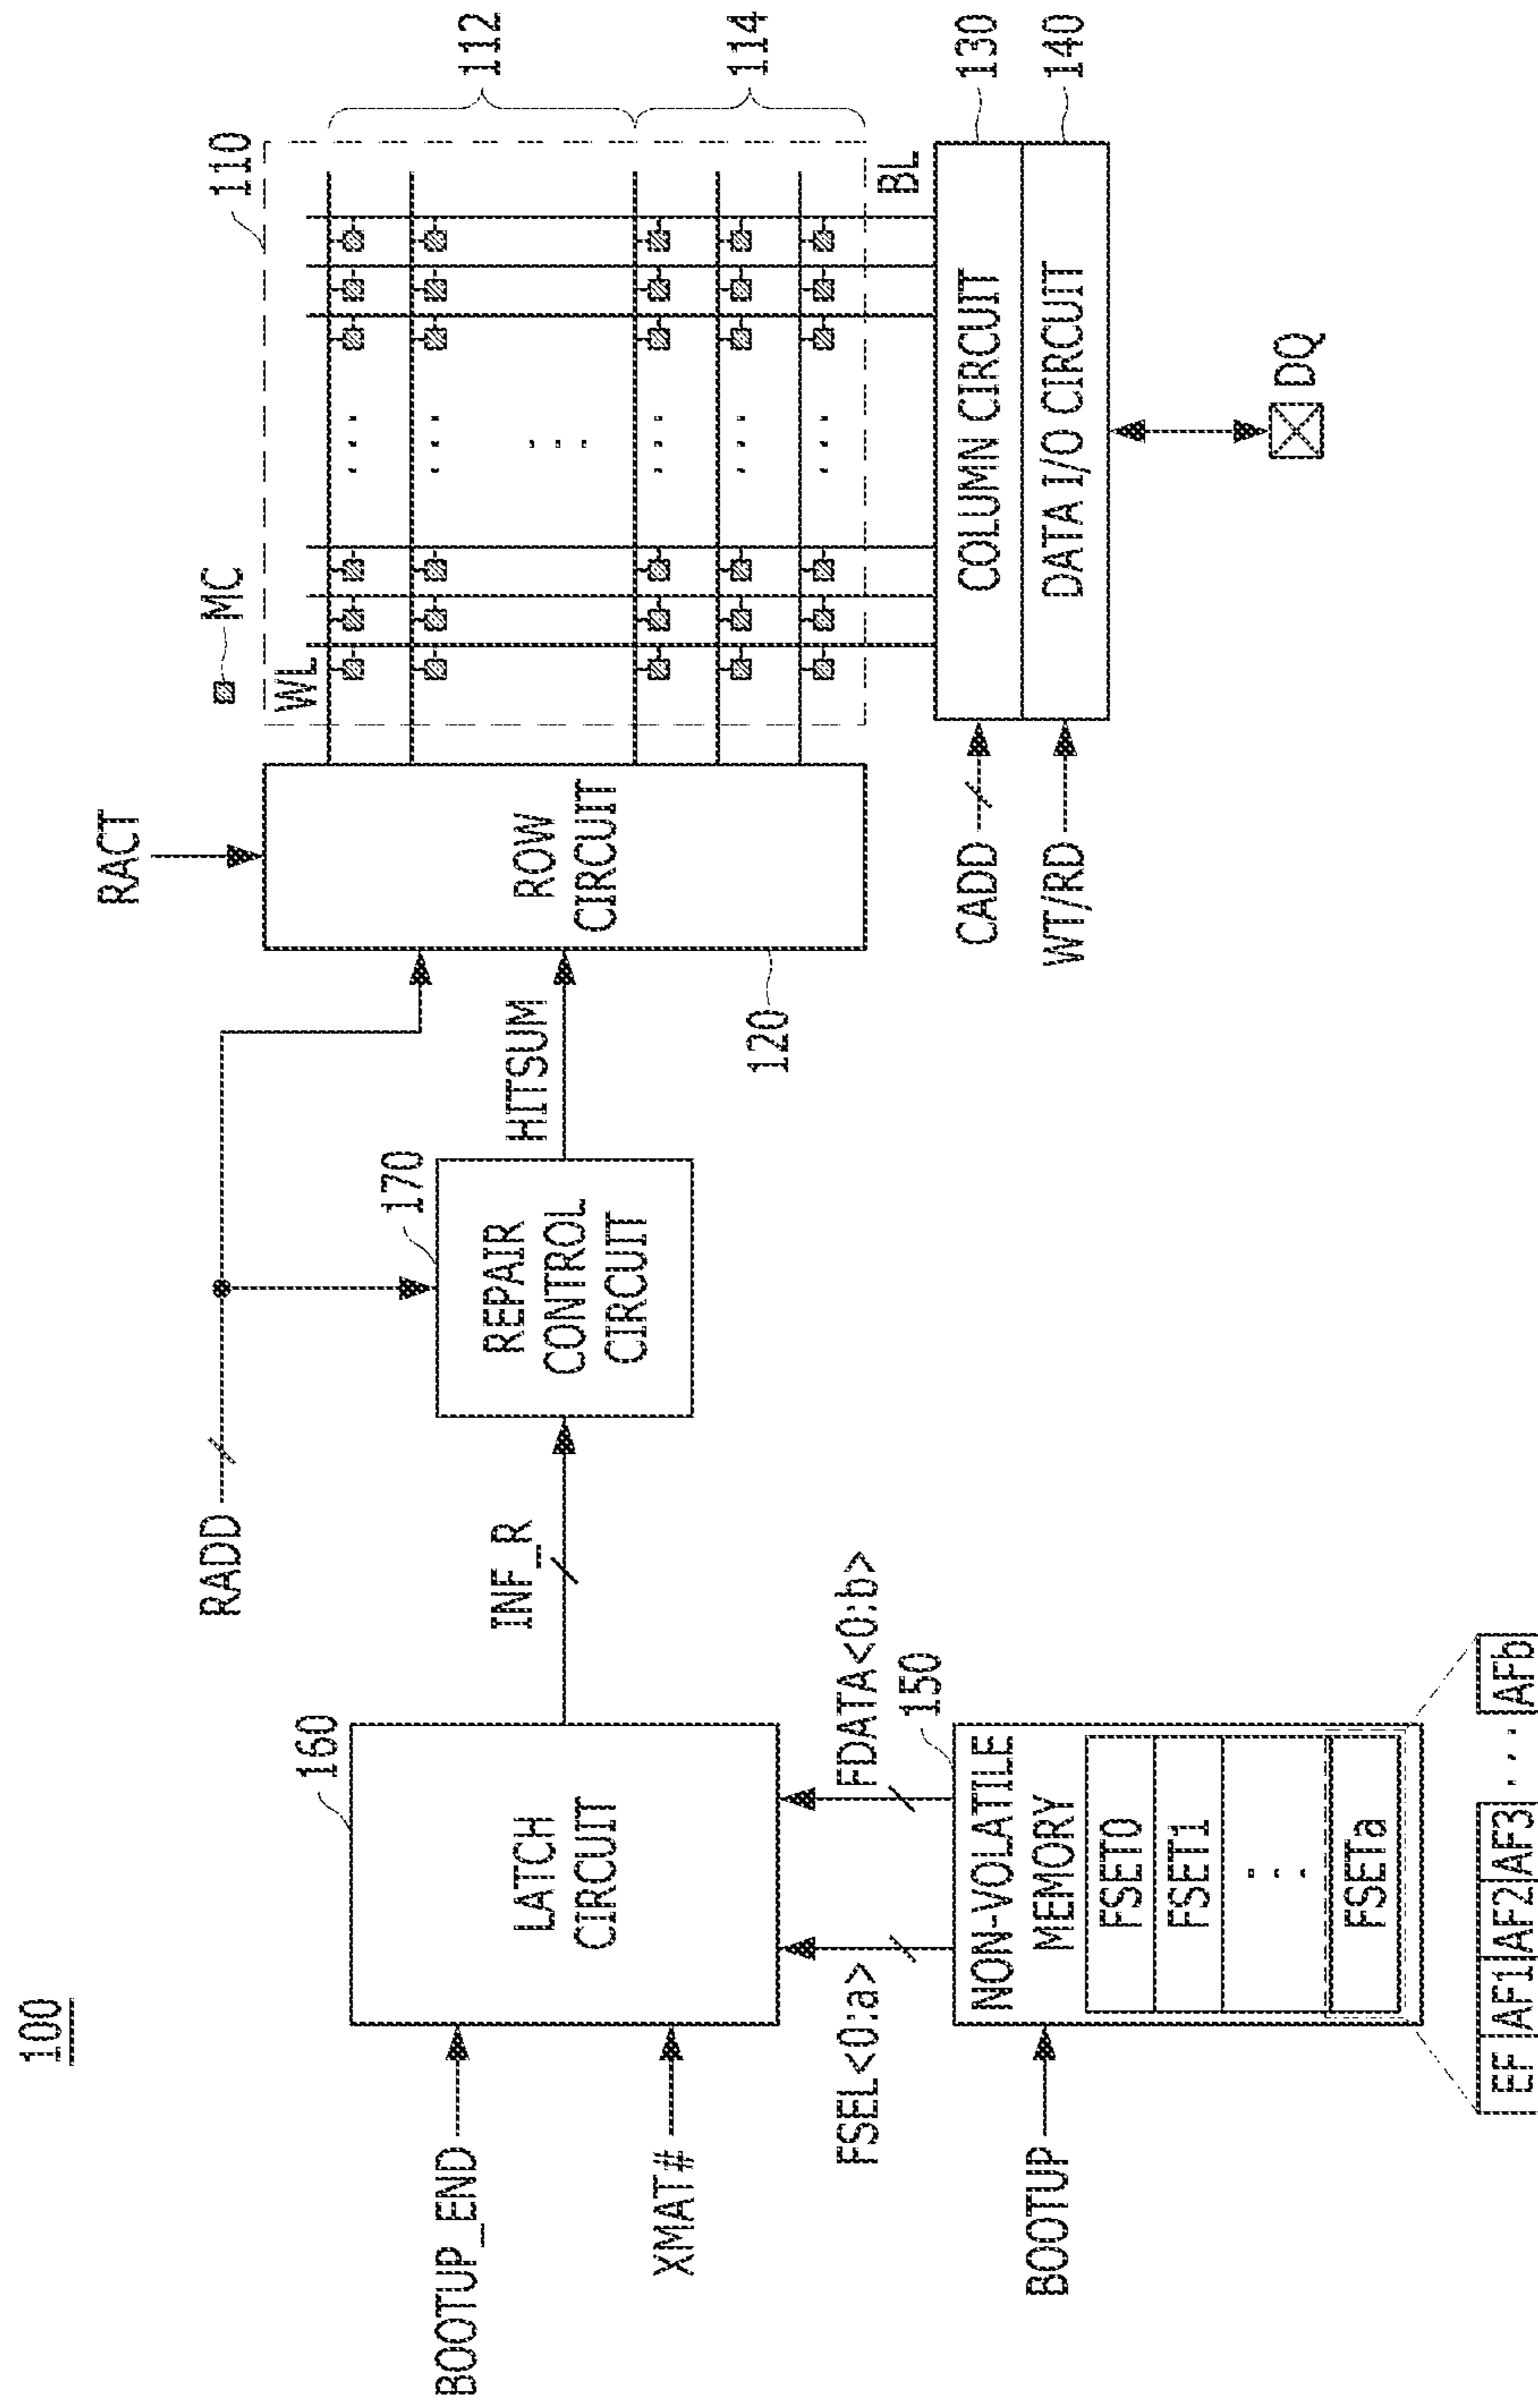 100
BOOTUP_END
XMAT#
160
LATCH
CIRCUIT
FSEL<0:a>
FDATA<0:b>
BOOTUP
150
NON-VOLATILE
MEMORY
FSET0
FSET1
...
FSETa
EF AF1 AF2 AF3 ... AFb
RADD
INF_R
170
REPAIR
CONTROL
CIRCUIT
HITSUM
RACT
ROW
CIRCUIT
120
MC
110
WL
112
114
BL
CADD
WT/RD
COLUMN CIRCUIT
130
DATA I/O CIRCUIT
140
DQ